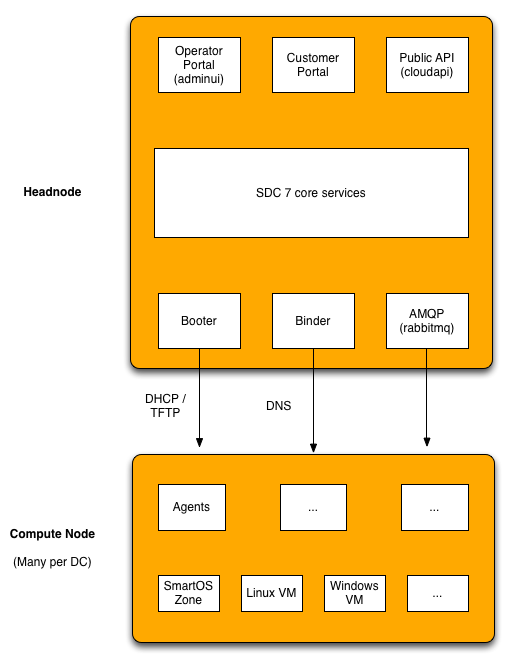 Operator
Portal
(adminui)
Customer
Portal
Public API
(cloudapi)
Headnode
SDC 7 core services
Booter
Binder
AMQP
(rabbitmq)
DHCP /
TFTP
DNS
Compute Node
(Many per DC)
Agents
...
...
SmartOS
Zone
Linux VM
Windows
VM
...